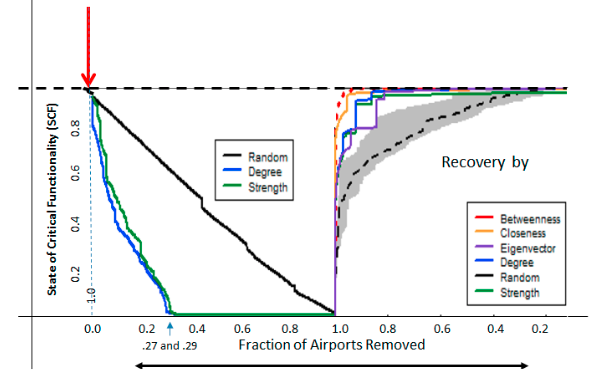 State of Critical Functionality (SCF)
0.8
0.6
0.4
0.2
1.0
Random
Degree
Strength
Recovery by
Betweenness
Closeness
Eigenvector
Degree
Random
Strength
0.0 0.2 0.4 0.6 0.8 1.0 0.8 0.6 0.4 0.2
.27 and .29
Fraction of Airports Removed